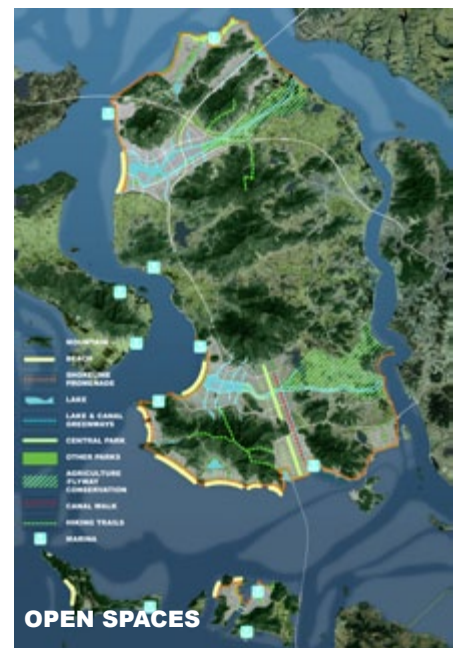 MOUNTAIN
BEACH
SHORELINE
PROMENADE
LAKE
LAKE & CANAL
GREENWAYS
CENTRAL PARK
OTHER PARKS
AGRICULTURE
FLYWAY
CONSERVATION
CANAL WALK
HIKING TRAILS
MARINA
OPEN SPACES